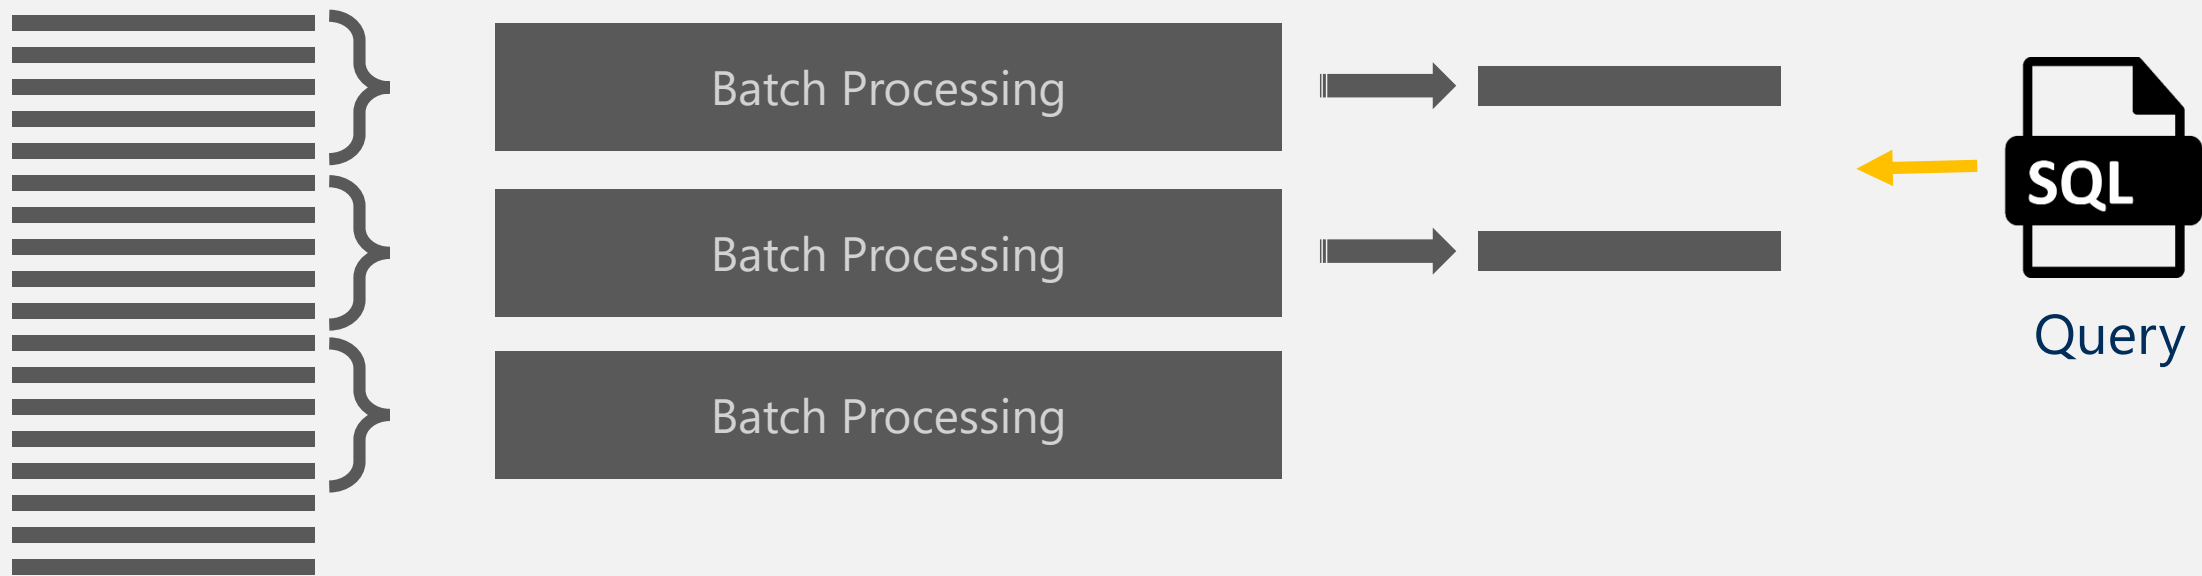 Batch Processing
SQL
Batch Processing
Query
Batch Processing